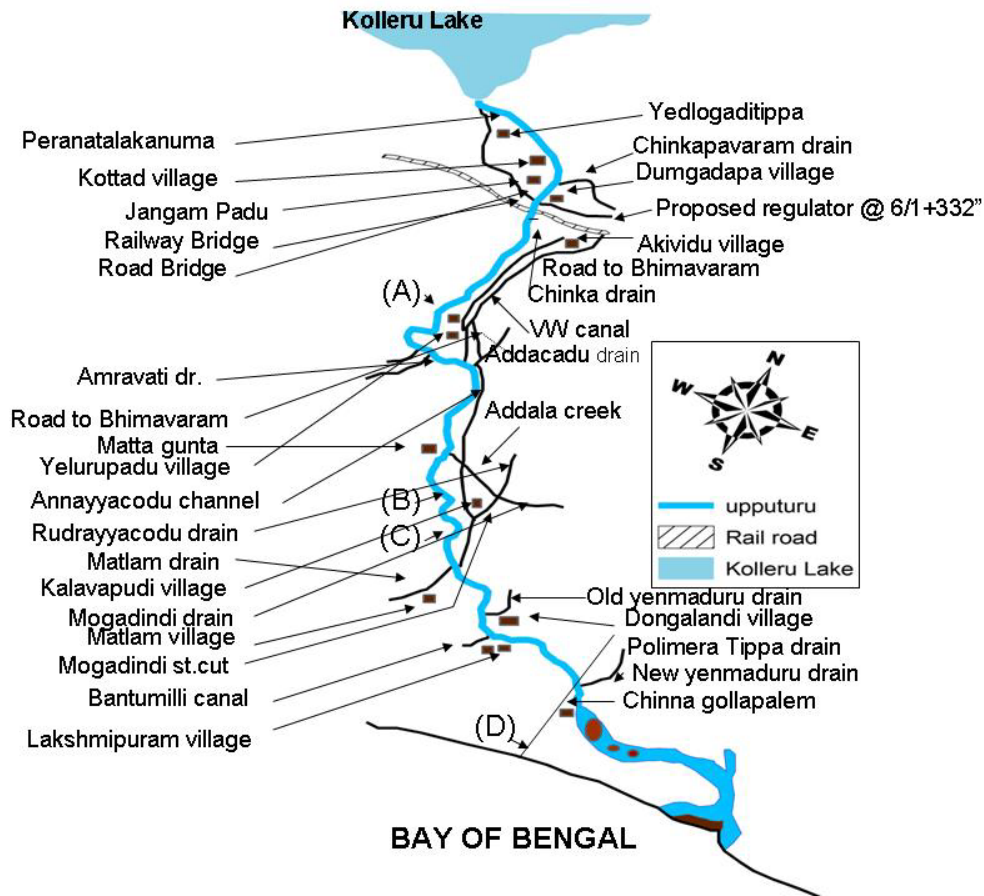 Kolleru Lake
Yedlogaditippa
Peranatalakanuma
Chinkapavaram drain
Kottad village
Dumgadapa village
Jangam Padu
Proposed regulator @ 6/1+332”
Railway Bridge
Akividu village
Road Bridge
Road to Bhimavaram
(A)
Chinka drain
VW canal
Addacadu drain
Amravati dr.
Road to Bhimavaram
Addala creek
Matta gunta
Yelurupadu village
Annayyacodu channel
(B)
Rudrayyacodu drain
(C)
Matlam drain
Kalavapudi village
Mogadindi drain
Matlam village
Mogadindi st.cut
Bantumilli canal
Lakshmipuram village
N
W
E
S
upputuru
Rail road
Kolleru Lake
Old yenmaduru drain
Dongalandi village
Polimera Tippa drain
New yenmaduru drain
Chinna gollapalem
(D)
BAY OF BENGAL